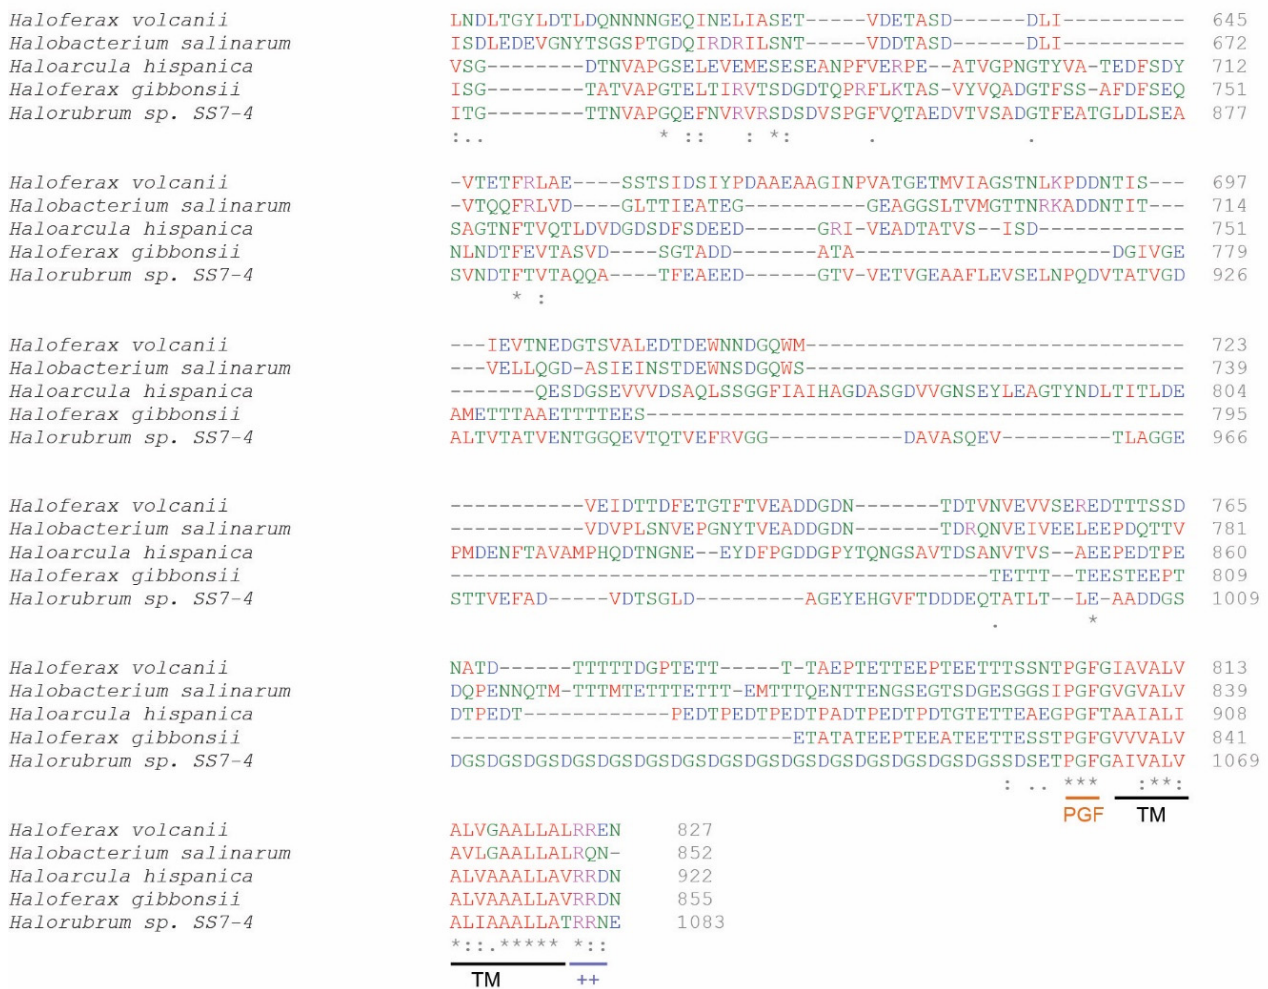 Haloferax volcanii LNDLTGYLDTLDQNNNNGEQINELIASET-----VDETASD------DLI---------- 645
Halobacterium salinarum ISDLEDEVGNYTSGSPTGDQIRDRILSNT-----VDDTASD------DLI---------- 672
Haloarcula hispanica VSG--------DTNVAPGSELEVEMESESEANPFVERPE--ATVGPNGTYVA-TEDFSDY 712
Haloferax gibbonsii ISG--------TATVAPGTELTIRVTSDGDTQPRFLKTAS-VYVQADGTFSS-AFDFSEQ 751
Halorubrum sp. SS7-4 ITG--------TTNVAPGQEFNVRVRSDSDVSPGFVQTAEDVTVSADGTFEATGLDLSEA 877
:.. * :: : *: . .
Haloferax volcanii -VTETFRLAE----SSTSIDSIYPDAAEAAGINPVATGETMVIAGSTNLKPDDNTIS--- 697
Halobacterium salinarum -VTQQFRLVD----GLTTIEATEG---------GEAGGSLTVMGTTNRKADDNTIT--- 714
Haloarcula hispanica SAGTNFTVQTLDVDGDSDFSDEED--------GRI-VEADTATVS--ISD---------- 751
Haloferax gibbonsii NLNDTFEVTASVD----SGTADD-------ATA---------------------DGIVGE 779
Halorubrum sp. SS7-4 SVNDTFTVTAQQA----TFEAEED--------GTV-VETVGEAAFLEVSELNPQDVTATVGD 926
* :
Haloferax volcanii ---IEVTNEDGTSVALEDTDEWNNDGQWM------------------------------- 723
Halobacterium salinarum ---VELLQGD-ASIEINSTDEWNSDGQWS------------------------------- 739
Haloarcula hispanica -------QESDGSEVVVDSAQLSSGGFIAIHAGDASGDVVGNSEYLEAGTYNDLTITLDE 804
Haloferax gibbonsii AMETTTAAETTTTEES-------------------------------------------- 795
Halorubrum sp. SS7-4 ALTVTATVENTGGQEVTQTVEFRVGG-----------DAVASQEV---------TLAGGE 966
Haloferax volcanii -----------VEIDTTDFETGTFTVEADDGDN-------TDTVNVEVVSEREDTTTSSD 765
Halobacterium salinarum -----------VDVPLSNVEPGNYTVEADDGDN-------TDRQNVEIVEELEEPDQTTV 781
Haloarcula hispanica PMDENFTAVAMPHQDTNGNE--EYDFPGDDGPYTQNGSAVTDSANVTVS--AEEPEDTPE 860
Haloferax gibbonsii --------------------------------------------TETTT--TEESTEEPT 809
Halorubrum sp. SS7-4 STTVEFAD-----VDTSGLD---------AGEYEHGVFTDDDEQTATLT--LE-AADDGS 1009
. *
Haloferax volcanii NATD------TTTTTDGPTETT-----T-TAEPTETTEEPTEETTTSSNTPGFGIAVALV 813
Halobacterium salinarum DQPENNQTM-TTTMTETTTETTT-EMTTTQENTTENGSEGTSDGESGGSIPGFGVGVALV 839
Haloarcula hispanica DTPEDT------------PEDTPEDTPEDTPADTPEDTPDTGTETTEAEGPGFTAAIALI 908
Haloferax gibbonsii ----------------------------ETATATEEPTEEATEETTESSTPGFGVVVALV 841
Halorubrum sp. SS7-4 DGSDGSDGSDGSDGSDGSDGSDGSDGSDGSDGSDGSDGSDGSDGSSDSETPGFGAIVALV 1069
: .. *** :**:
PGF TM
Haloferax volcanii ALVGAALLALRREN 827
Halobacterium salinarum AVLGAALLALRQN- 852
Haloarcula hispanica ALVAAALLAVRRDN 922
Haloferax gibbonsii ALVAAALLAVRRDN 855
Halorubrum sp. SS7-4 ALIAAALLATRRNE 1083
*::.***** *::
TM ++